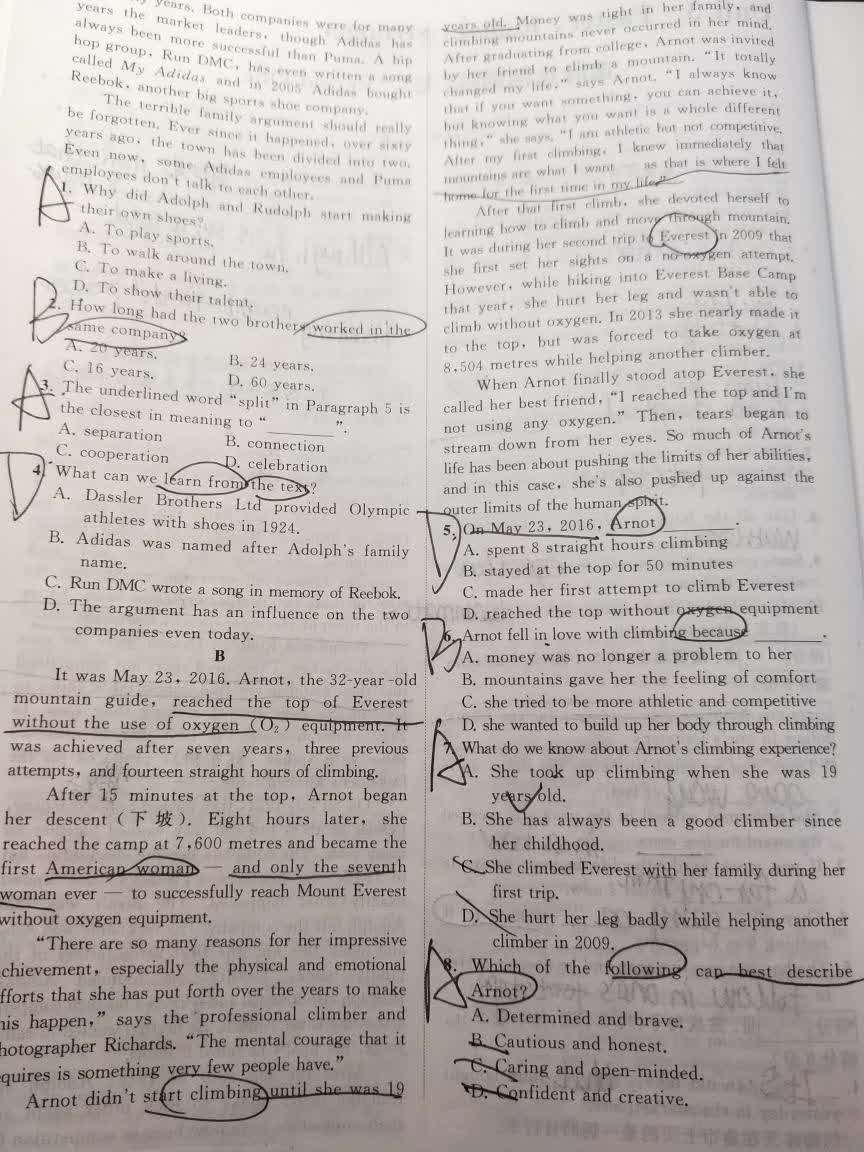 years. Both companies were for many
years the market leaders, though Adidas has
always been more successful than Puma. A hip
hop group, Run DMC, has even written a song
called My Adidas and in 2005 Adidas bought
Reebok, another big sports shoe company.
The terrible family argument should really
be forgotten. Ever since it happened, over sixty
years ago, the town has been divided into two.
Even now, some Adidas employees and Puma
employees don't talk to each other.
A
1. Why did Adolph and Rudolph start making
their own shoes?
A. To play sports.
B. To walk around the town.
C. To make a living.
D. To show their talent.
B
2. How long had the two brothers worked in the
same company?
A. 20 years. B. 24 years.
C. 16 years. D. 60 years.
A
3. The underlined word "split" in Paragraph 5 is
the closest in meaning to "______".
A. separation B. connection
C. cooperation D. celebration
D
4. What can we learn from the text?
A. Dassler Brothers Ltd provided Olympic
athletes with shoes in 1924.
B. Adidas was named after Adolph's family
name.
C. Run DMC wrote a song in memory of Reebok.
D. The argument has an influence on the two
companies even today.
B
It was May 23, 2016. Arnot, the 32-year-old
mountain guide, reached the top of Everest
without the use of oxygen (O₂) equipment. It
was achieved after seven years, three previous
attempts, and fourteen straight hours of climbing.
After 15 minutes at the top, Arnot began
her descent (下坡). Eight hours later, she
reached the camp at 7,600 metres and became the
first American woman — and only the seventh
woman ever — to successfully reach Mount Everest
without oxygen equipment.
"There are so many reasons for her impressive
chievement, especially the physical and emotional
fforts that she has put forth over the years to make
his happen," says the professional climber and
hotographer Richards. "The mental courage that it
quires is something very few people have."
Arnot didn't start climbing until she was 19
years old. Money was tight in her family, and
climbing mountains never occurred in her mind.
After graduating from college, Arnot was invited
by her friend to climb a mountain. "It totally
changed my life," says Arnot. "I always know
that if you want something, you can achieve it,
but knowing what you want is a whole different
thing," she says, "I am athletic but not competitive.
After my first climbing, I knew immediately that
mountains are what I want as that is where I felt
home for the first time in my life."
After that first climb, she devoted herself to
learning how to climb and move through mountain.
It was during her second trip to Everest in 2009 that
she first set her sights on a no-oxygen attempt.
However, while hiking into Everest Base Camp
that year, she hurt her leg and wasn't able to
climb without oxygen. In 2013 she nearly made it
to the top, but was forced to take oxygen at
8,504 metres while helping another climber.
When Arnot finally stood atop Everest, she
called her best friend, "I reached the top and I'm
not using any oxygen." Then, tears began to
stream down from her eyes. So much of Arnot's
life has been about pushing the limits of her abilities,
and in this case, she's also pushed up against the
outer limits of the human spirit.
D
5. On May 23, 2016, Arnot ______.
A. spent 8 straight hours climbing
B. stayed at the top for 50 minutes
C. made her first attempt to climb Everest
D. reached the top without oxygen equipment
B
6. Arnot fell in love with climbing because ______.
A. money was no longer a problem to her
B. mountains gave her the feeling of comfort
C. she tried to be more athletic and competitive
D. she wanted to build up her body through climbing
A
7. What do we know about Arnot's climbing experience?
A. She took up climbing when she was 19
years old.
B. She has always been a good climber since
her childhood.
C. She climbed Everest with her family during her
first trip.
D. She hurt her leg badly while helping another
climber in 2009.
A
8. Which of the following can best describe
Arnot?
A. Determined and brave.
B. Cautious and honest.
C. Caring and open-minded.
D. Confident and creative.